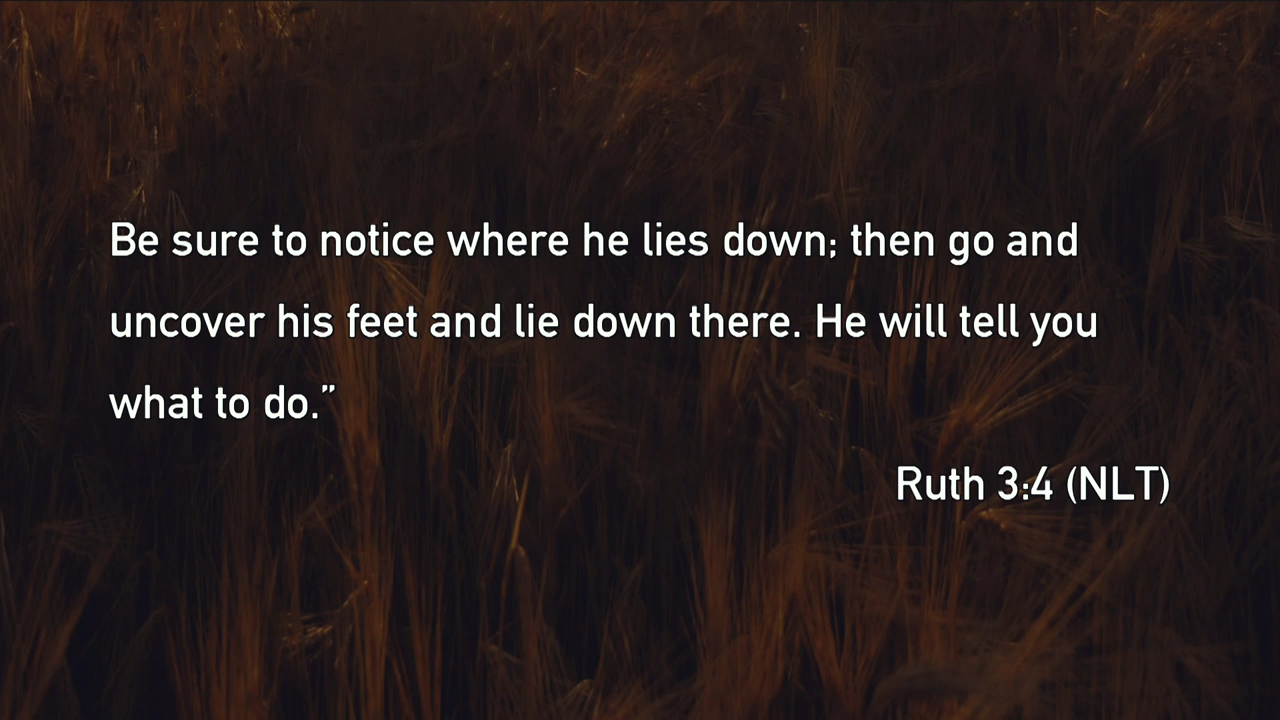 Be sure to notice where he lies down; then go and
uncover his feet and lie down there. He will tell you
what to do.”
Ruth 3:4 (NLT)